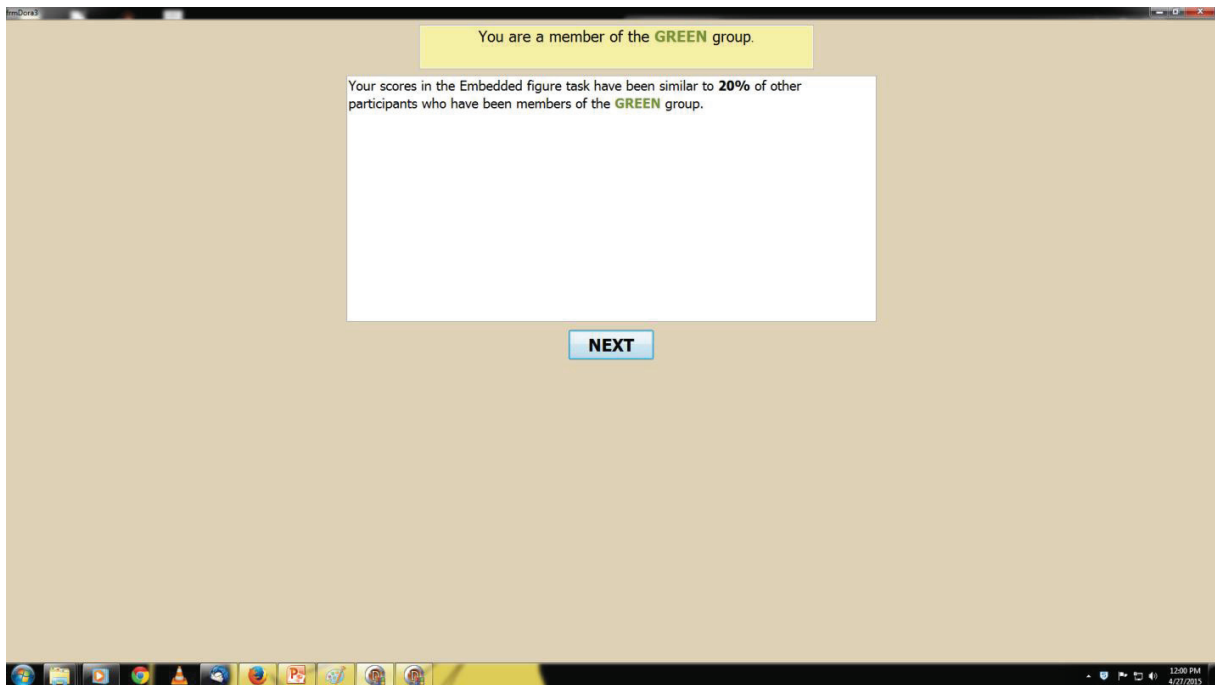 frmDora3
You are a member of the GREEN group.
Your scores in the Embedded figure task have been similar to 20% of other
participants who have been members of the GREEN group.
NEXT
12:00 PM
4/27/2015